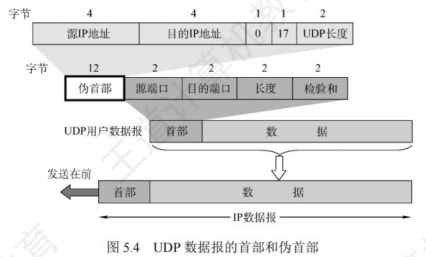 字节 4 4 1 1 2
源IP地址 目的IP地址 0 17 UDP长度
字节 12 2 2 2 2
伪首部 源端口 目的端口 长度 检验和
UDP用户数据报 首部 数 据
发送在前
首部 数 据
IP数据报
图 5.4 UDP 数据报的首部和伪首部